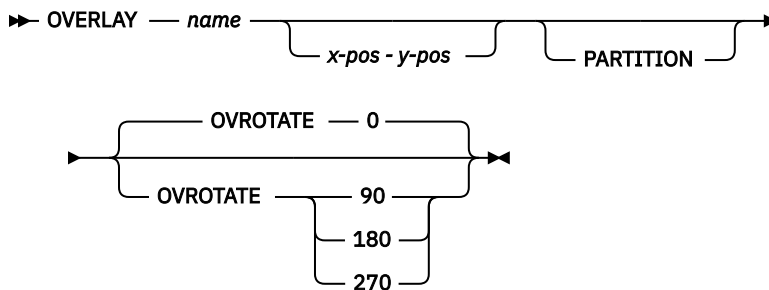 OVERLAY name
x-pos - y-pos
PARTITION
OVROTATE 0
OVROTATE 90
180
270